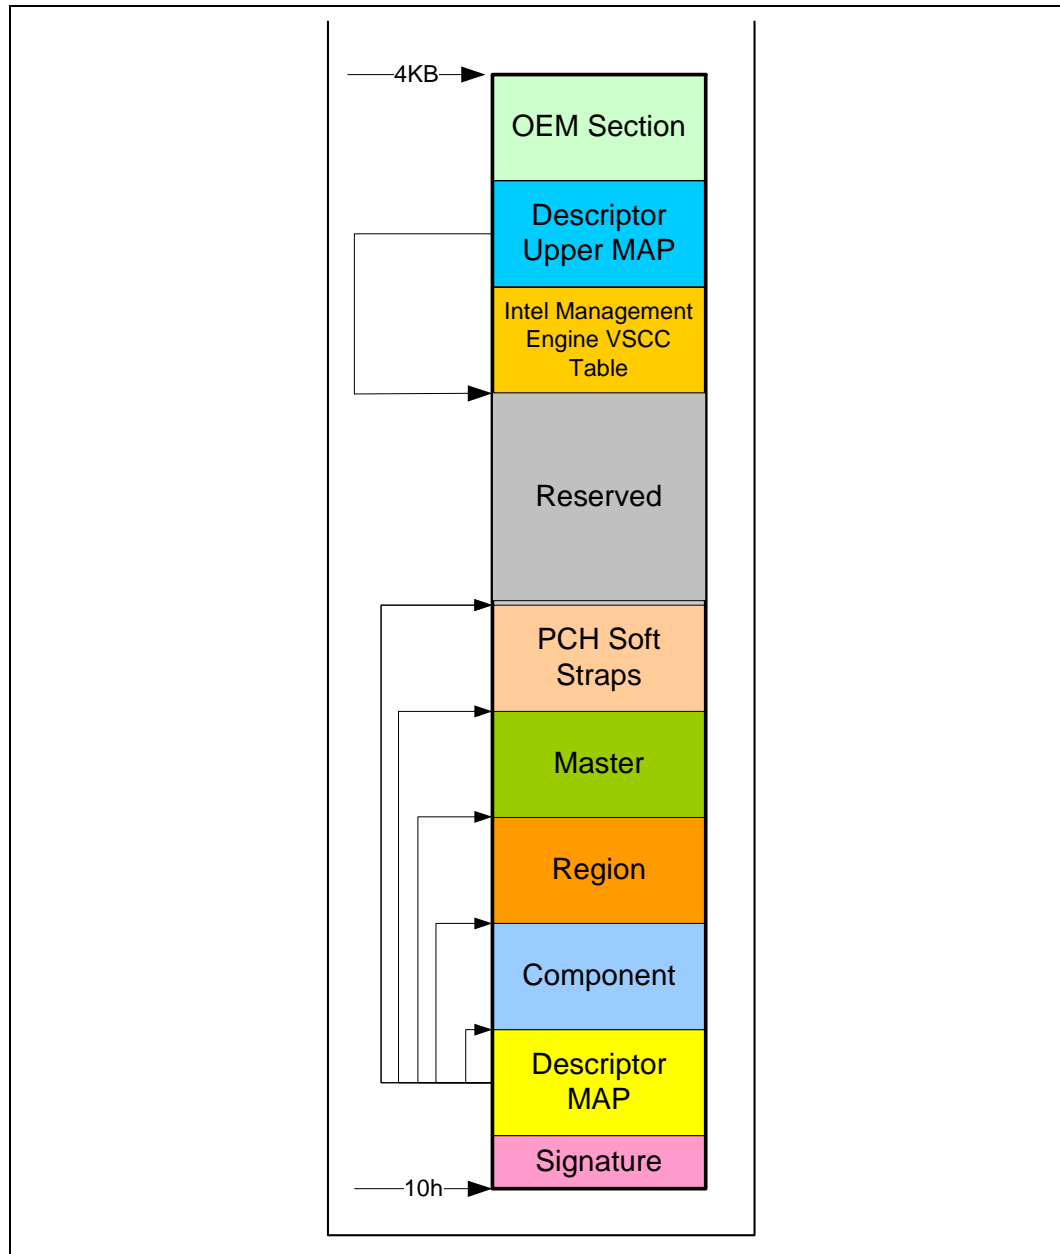 4KB
OEM Section
Descriptor
Upper MAP
Intel Management
Engine VSCC
Table
Reserved
PCH Soft
Straps
Master
Region
Component
Descriptor
MAP
Signature
10h